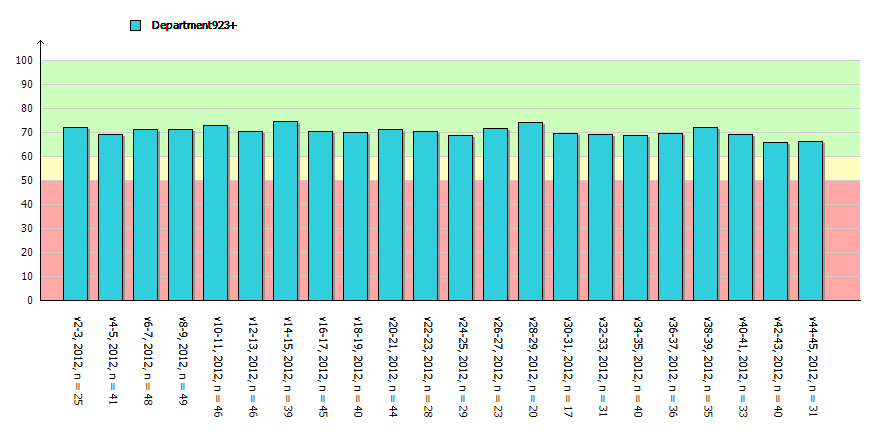 Department923+
100
90
80
70
60
50
40
30
20
10
0
v2-3, 2012, n = 25
v4-5, 2012, n = 41
v6-7, 2012, n = 48
v8-9, 2012, n = 49
v10-11, 2012, n = 46
v12-13, 2012, n = 46
v14-15, 2012, n = 39
v16-17, 2012, n = 45
v18-19, 2012, n = 40
v20-21, 2012, n = 44
v22-23, 2012, n = 28
v24-25, 2012, n = 29
v26-27, 2012, n = 23
v28-29, 2012, n = 20
v30-31, 2012, n = 17
v32-33, 2012, n = 31
v34-35, 2012, n = 40
v36-37, 2012, n = 36
v38-39, 2012, n = 35
v40-41, 2012, n = 33
v42-43, 2012, n = 40
v44-45, 2012, n = 31